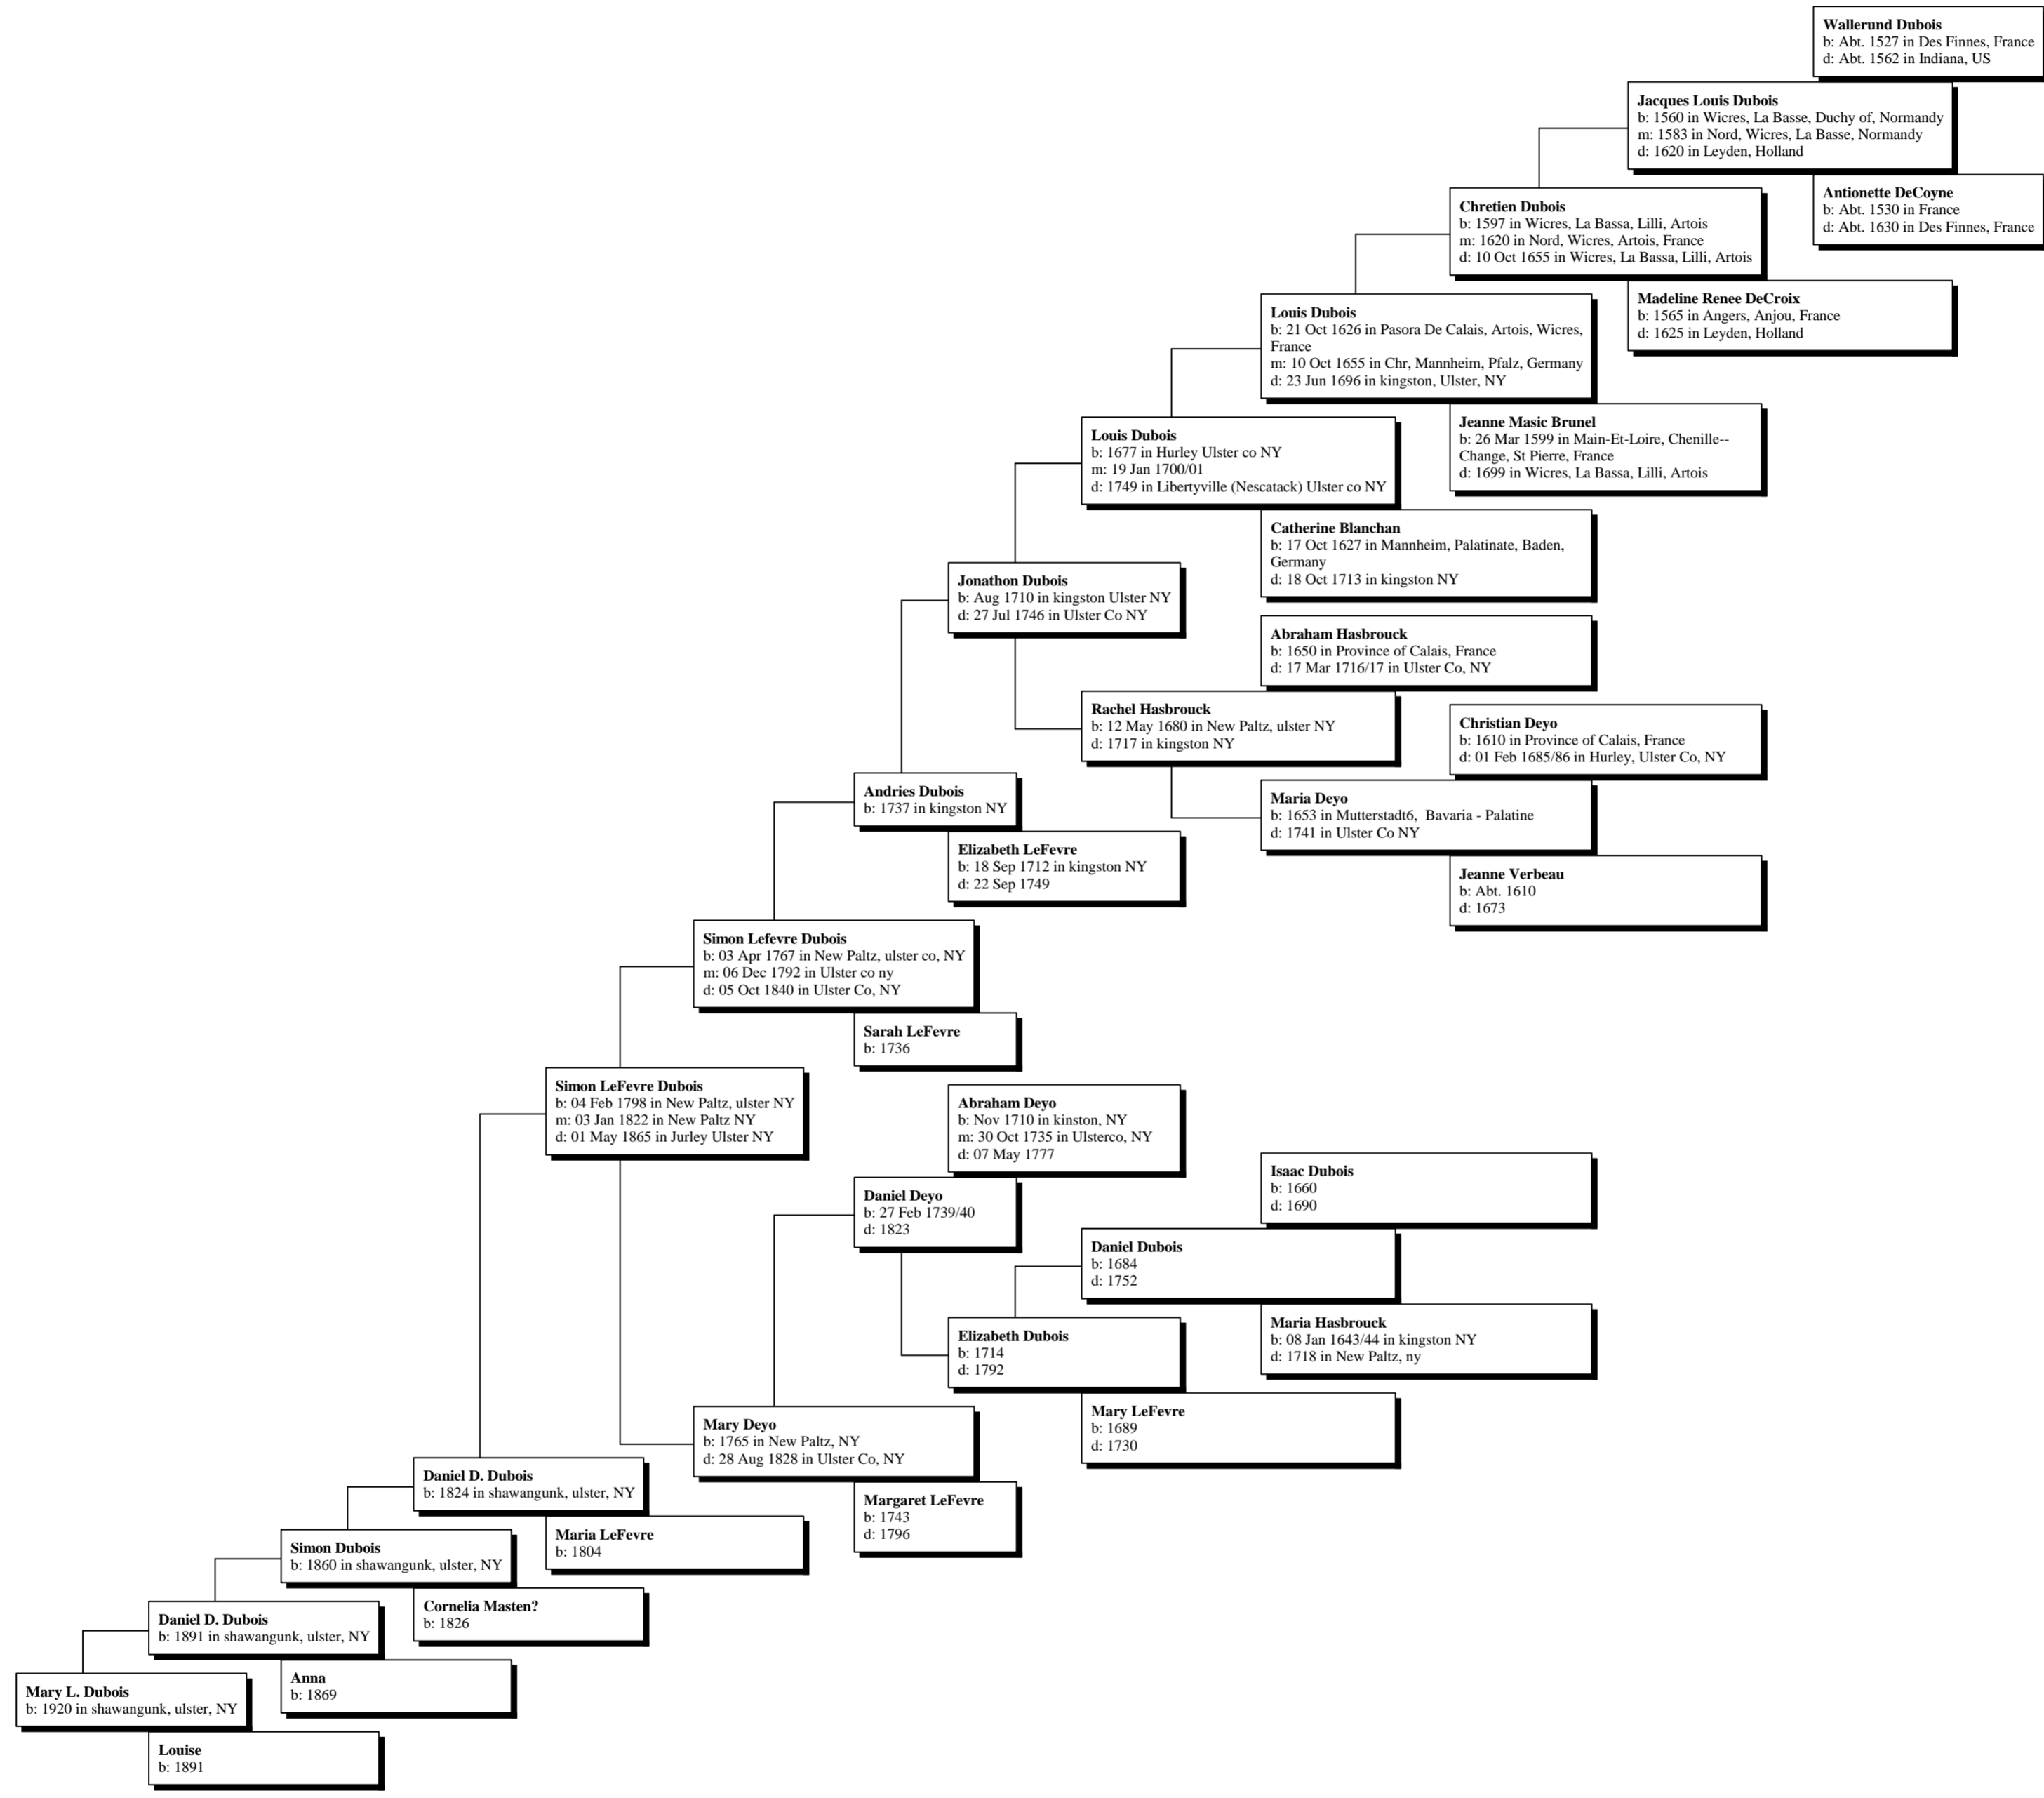 Wallerund Dubois
b: Abt. 1527 in Des Finnes, France
d: Abt. 1562 in Indiana, US
Jacques Louis Dubois
b: 1560 in Wicres, La Basse, Duchy of, Normandy
m: 1583 in Nord, Wicres, La Basse, Normandy
d: 1620 in Leyden, Holland
Antionette DeCoyne
b: Abt. 1530 in France
d: Abt. 1630 in Des Finnes, France
Chretien Dubois
b: 1597 in Wicres, La Bassa, Lilli, Artois
m: 1620 in Nord, Wicres, Artois, France
d: 10 Oct 1655 in Wicres, La Bassa, Lilli, Artois
Madeline Renee DeCroix
b: 1565 in Angers, Anjou, France
d: 1625 in Leyden, Holland
Louis Dubois
b: 21 Oct 1626 in Pasora De Calais, Artois, Wicres,
France
m: 10 Oct 1655 in Chr, Mannheim, Pfalz, Germany
d: 23 Jun 1696 in kingston, Ulster, NY
Jeanne Masic Brunel
b: 26 Mar 1599 in Main-Et-Loire, Chenille--
Change, St Pierre, France
d: 1699 in Wicres, La Bassa, Lilli, Artois
Louis Dubois
b: 1677 in Hurley Ulster co NY
m: 19 Jan 1700/01
d: 1749 in Libertyville (Nescatack) Ulster co NY
Catherine Blanchan
b: 17 Oct 1627 in Mannheim, Palatinate, Baden,
Germany
d: 18 Oct 1713 in kingston NY
Jonathon Dubois
b: Aug 1710 in kingston Ulster NY
d: 27 Jul 1746 in Ulster Co NY
Abraham Hasbrouck
b: 1650 in Province of Calais, France
d: 17 Mar 1716/17 in Ulster Co, NY
Rachel Hasbrouck
b: 12 May 1680 in New Paltz, ulster NY
d: 1717 in kingston NY
Christian Deyo
b: 1610 in Province of Calais, France
d: 01 Feb 1685/86 in Hurley, Ulster Co, NY
Maria Deyo
b: 1653 in Mutterstadt6, Bavaria - Palatine
d: 1741 in Ulster Co NY
Andries Dubois
b: 1737 in kingston NY
Elizabeth LeFevre
b: 18 Sep 1712 in kingston NY
d: 22 Sep 1749
Jeanne Verbeau
b: Abt. 1610
d: 1673
Simon Lefevre Dubois
b: 03 Apr 1767 in New Paltz, ulster co, NY
m: 06 Dec 1792 in Ulster co ny
d: 05 Oct 1840 in Ulster Co, NY
Sarah LeFevre
b: 1736
Simon LeFevre Dubois
b: 04 Feb 1798 in New Paltz, ulster NY
m: 03 Jan 1822 in New Paltz NY
d: 01 May 1865 in Jurley Ulster NY
Abraham Deyo
b: Nov 1710 in kinston, NY
m: 30 Oct 1735 in Ulsterco, NY
d: 07 May 1777
Isaac Dubois
b: 1660
d: 1690
Daniel Deyo
b: 27 Feb 1739/40
d: 1823
Daniel Dubois
b: 1684
d: 1752
Maria Hasbrouck
b: 08 Jan 1643/44 in kingston NY
d: 1718 in New Paltz, ny
Elizabeth Dubois
b: 1714
d: 1792
Mary LeFevre
b: 1689
d: 1730
Mary Deyo
b: 1765 in New Paltz, NY
d: 28 Aug 1828 in Ulster Co, NY
Daniel D. Dubois
b: 1824 in shawangunk, ulster, NY
Margaret LeFevre
b: 1743
d: 1796
Maria LeFevre
b: 1804
Simon Dubois
b: 1860 in shawangunk, ulster, NY
Cornelia Masten?
b: 1826
Daniel D. Dubois
b: 1891 in shawangunk, ulster, NY
Anna
b: 1869
Mary L. Dubois
b: 1920 in shawangunk, ulster, NY
Louise
b: 1891